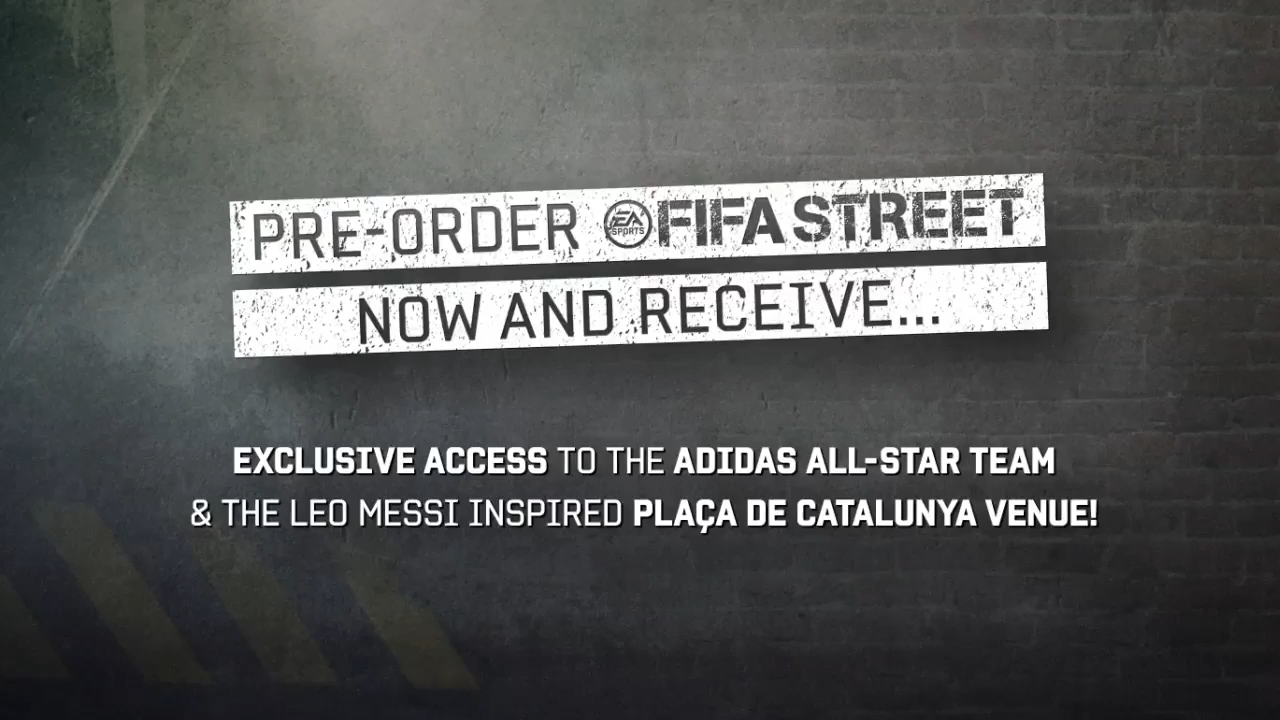 PRE-ORDER EA SPORTS FIFA STREET
NOW AND RECEIVE...
EXCLUSIVE ACCESS TO THE ADIDAS ALL-STAR TEAM
& THE LEO MESSI INSPIRED PLAÇA DE CATALUNYA VENUE!